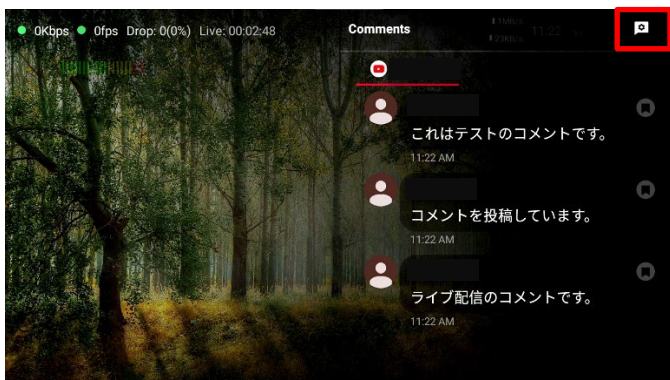 0Kbps 0fps Drop: 0(0%) Live: 00:02:48
Comments
11:22
これはテストのコメントです。
11:22 AM
コメントを投稿しています。
11:22 AM
ライブ配信のコメントです。
11:22 AM